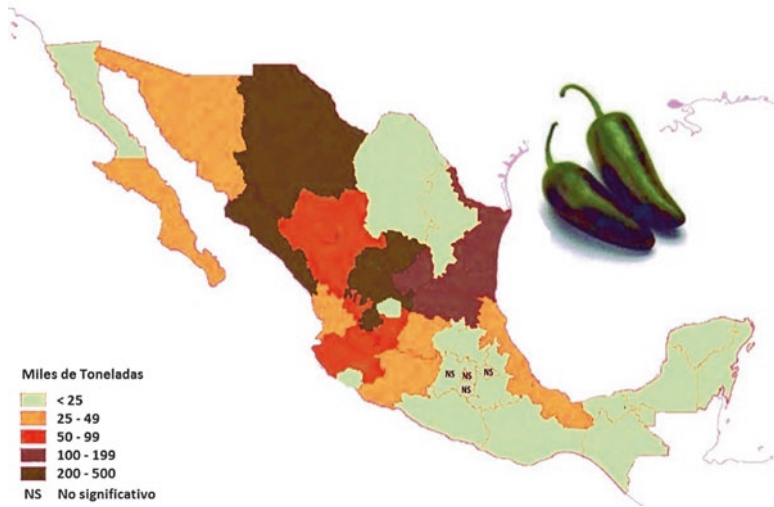 NS
NS
NS
NS
Miles de Toneladas
< 25
25 - 49
50 - 99
100 - 199
200 - 500
NS No significativo